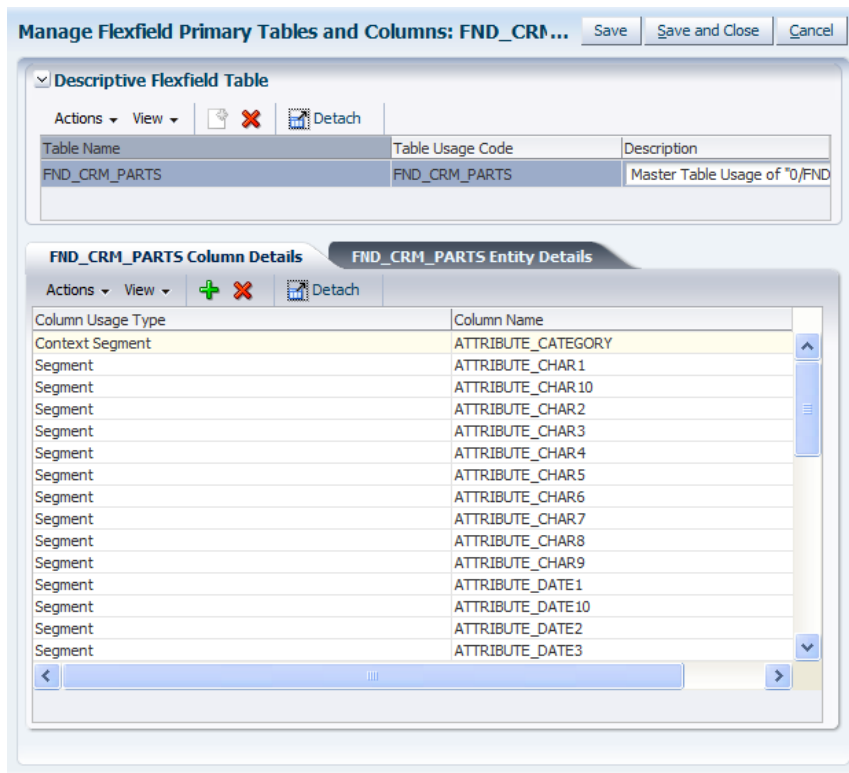 Manage Flexfield Primary Tables and Columns: FND_CRM... Save Save and Close Cancel
Descriptive Flexfield Table
Actions View Detach
Table Name Table Usage Code Description
FND_CRM_PARTS FND_CRM_PARTS Master Table Usage of "0/FND
FND_CRM_PARTS Column Details FND_CRM_PARTS Entity Details
Actions View Detach
Column Usage Type Column Name
Context Segment ATTRIBUTE_CATEGORY
Segment ATTRIBUTE_CHAR1
Segment ATTRIBUTE_CHAR10
Segment ATTRIBUTE_CHAR2
Segment ATTRIBUTE_CHAR3
Segment ATTRIBUTE_CHAR4
Segment ATTRIBUTE_CHAR5
Segment ATTRIBUTE_CHAR6
Segment ATTRIBUTE_CHAR7
Segment ATTRIBUTE_CHAR8
Segment ATTRIBUTE_CHAR9
Segment ATTRIBUTE_DATE1
Segment ATTRIBUTE_DATE10
Segment ATTRIBUTE_DATE2
Segment ATTRIBUTE_DATE3